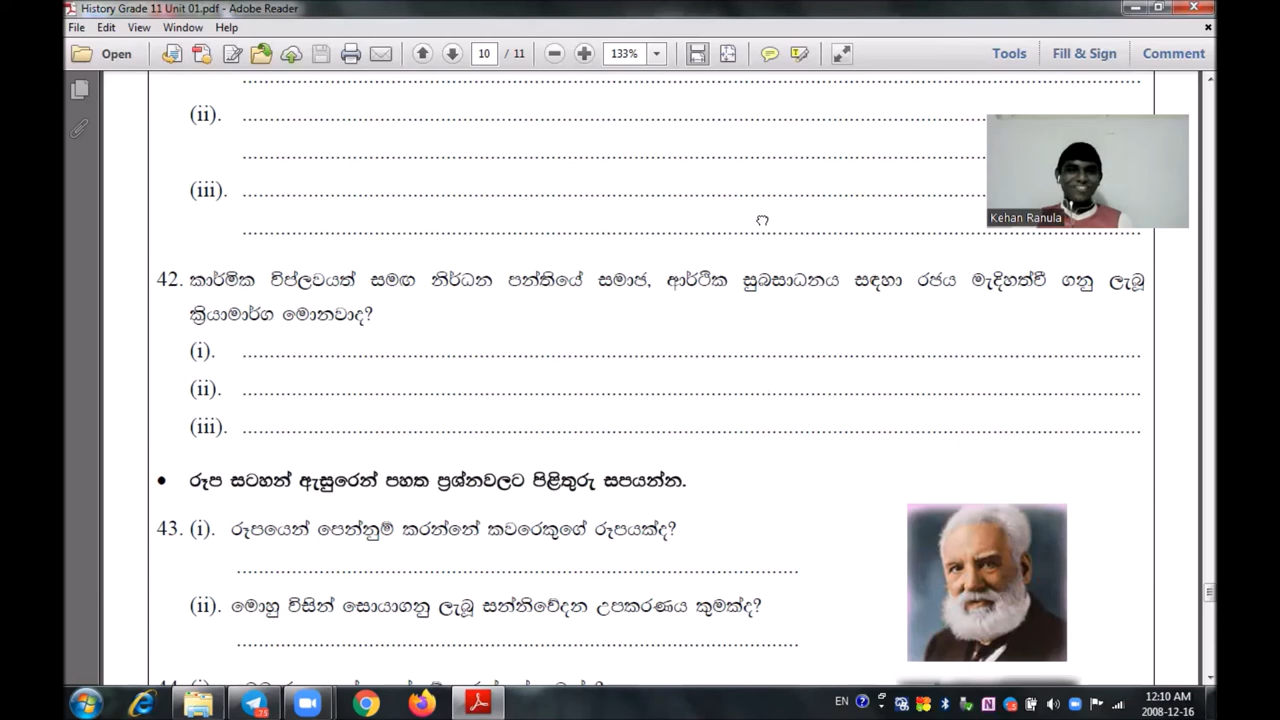 History Grade 11 Unit 01.pdf - Adobe Reader
File Edit View Window Help
Open 10 / 11 133% Tools Fill & Sign Comment
(ii). ........................................
(iii). ........................................
Kehan Ranula
42. කාර්මික විප්ලවයත් සමඟ නිර්ධන පන්තියේ සමාජ, ආර්ථික සුබසාධනය සඳහා රජය මැදිහත්වී ගනු ලැබූ
ක්‍රියාමාර්ග මොනවාද?
(i). ........................................
(ii). ........................................
(iii). ........................................
• රූප සටහන් ඇසුරෙන් පහත ප්‍රශ්නවලට පිළිතුරු සපයන්න.
43. (i). රූපයෙන් පෙන්නුම් කරන්නේ කවරෙකුගේ රූපයක්ද?
(ii). මොහු විසින් සොයාගනු ලැබූ සන්නිවේදන උපකරණය කුමක්ද?
EN
12:10 AM
2008-12-16